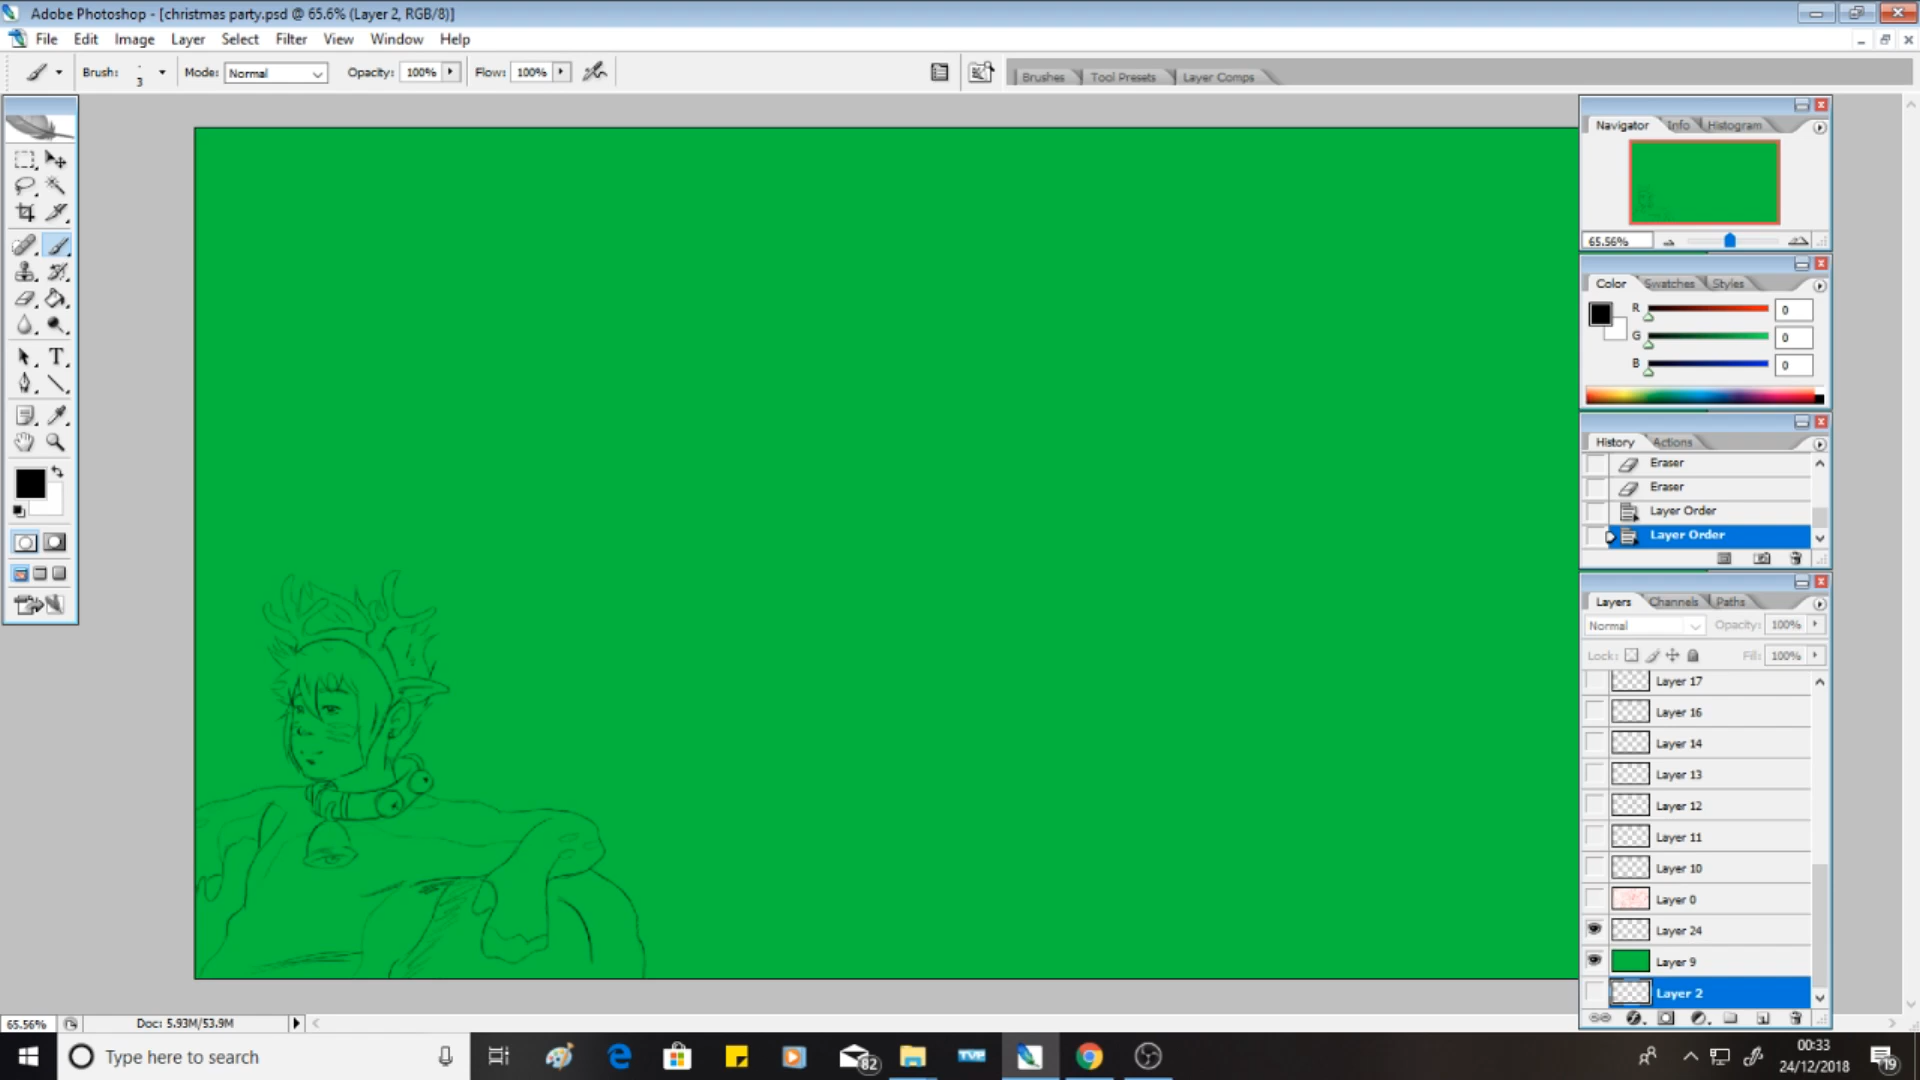 Adobe Photoshop - [christmas party.psd @ 65.6% (Layer 2, RGB/8)]
File Edit Image Layer Select Filter View Window Help
Brush: 3 Mode: Normal Opacity: 100% Flow: 100% Brushes Tool Presets Layer Comps
Navigator Info Histogram
65.56%
Color Swatches Styles
R 0
G 0
B 0
History Actions
Eraser
Eraser
Layer Order
Layer Order
Layers Channels Paths
Normal Opacity: 100%
Lock: Fill: 100%
Layer 17
Layer 16
Layer 14
Layer 13
Layer 12
Layer 11
Layer 10
Layer 0
Layer 24
Layer 9
Layer 2
65.56% Doc: 5.93M/53.9M
Type here to search 82 TVP 00:33 19
24/12/2018